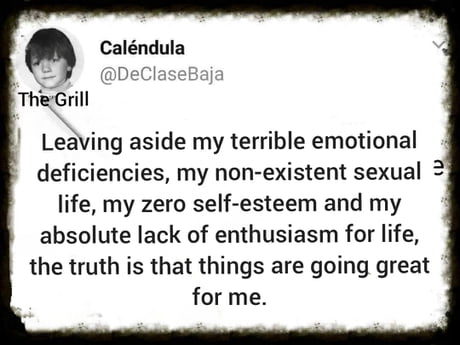 Caléndula
@DeClaseBaja
The Grill
Leaving aside my terrible emotional
deficiencies, my non-existent sexual
life, my zero self-esteem and my
absolute lack of enthusiasm for life,
the truth is that things are going great
for me.